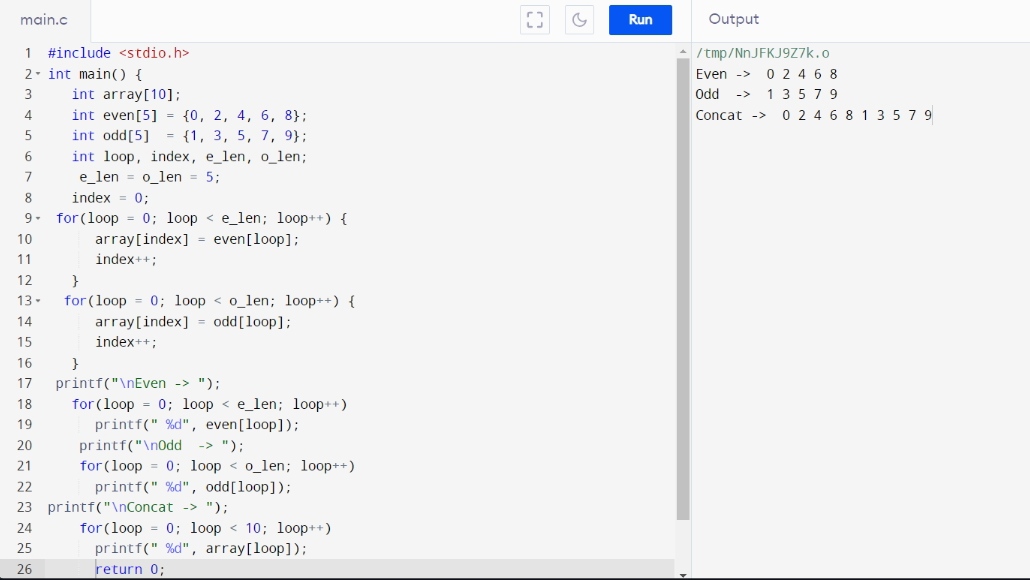 main.c
Run
Output
1 #include <stdio.h>
2 int main() {
3 int array[10];
4 int even[5] = {0, 2, 4, 6, 8};
5 int odd[5] = {1, 3, 5, 7, 9};
6 int loop, index, e_len, o_len;
7 e_len = o_len = 5;
8 index = 0;
9 for(loop = 0; loop < e_len; loop++) {
10 array[index] = even[loop];
11 index++;
12 }
13 for(loop = 0; loop < o_len; loop++) {
14 array[index] = odd[loop];
15 index++;
16 }
17 printf("\nEven -> ");
18 for(loop = 0; loop < e_len; loop++)
19 printf(" %d", even[loop]);
20 printf("\nOdd  -> ");
21 for(loop = 0; loop < o_len; loop++)
22 printf(" %d", odd[loop]);
23 printf("\nConcat -> ");
24 for(loop = 0; loop < 10; loop++)
25 printf(" %d", array[loop]);
26 return 0;
/tmp/NnJFKJ9Z7k.o
Even ->  0 2 4 6 8
Odd  ->  1 3 5 7 9
Concat ->  0 2 4 6 8 1 3 5 7 9